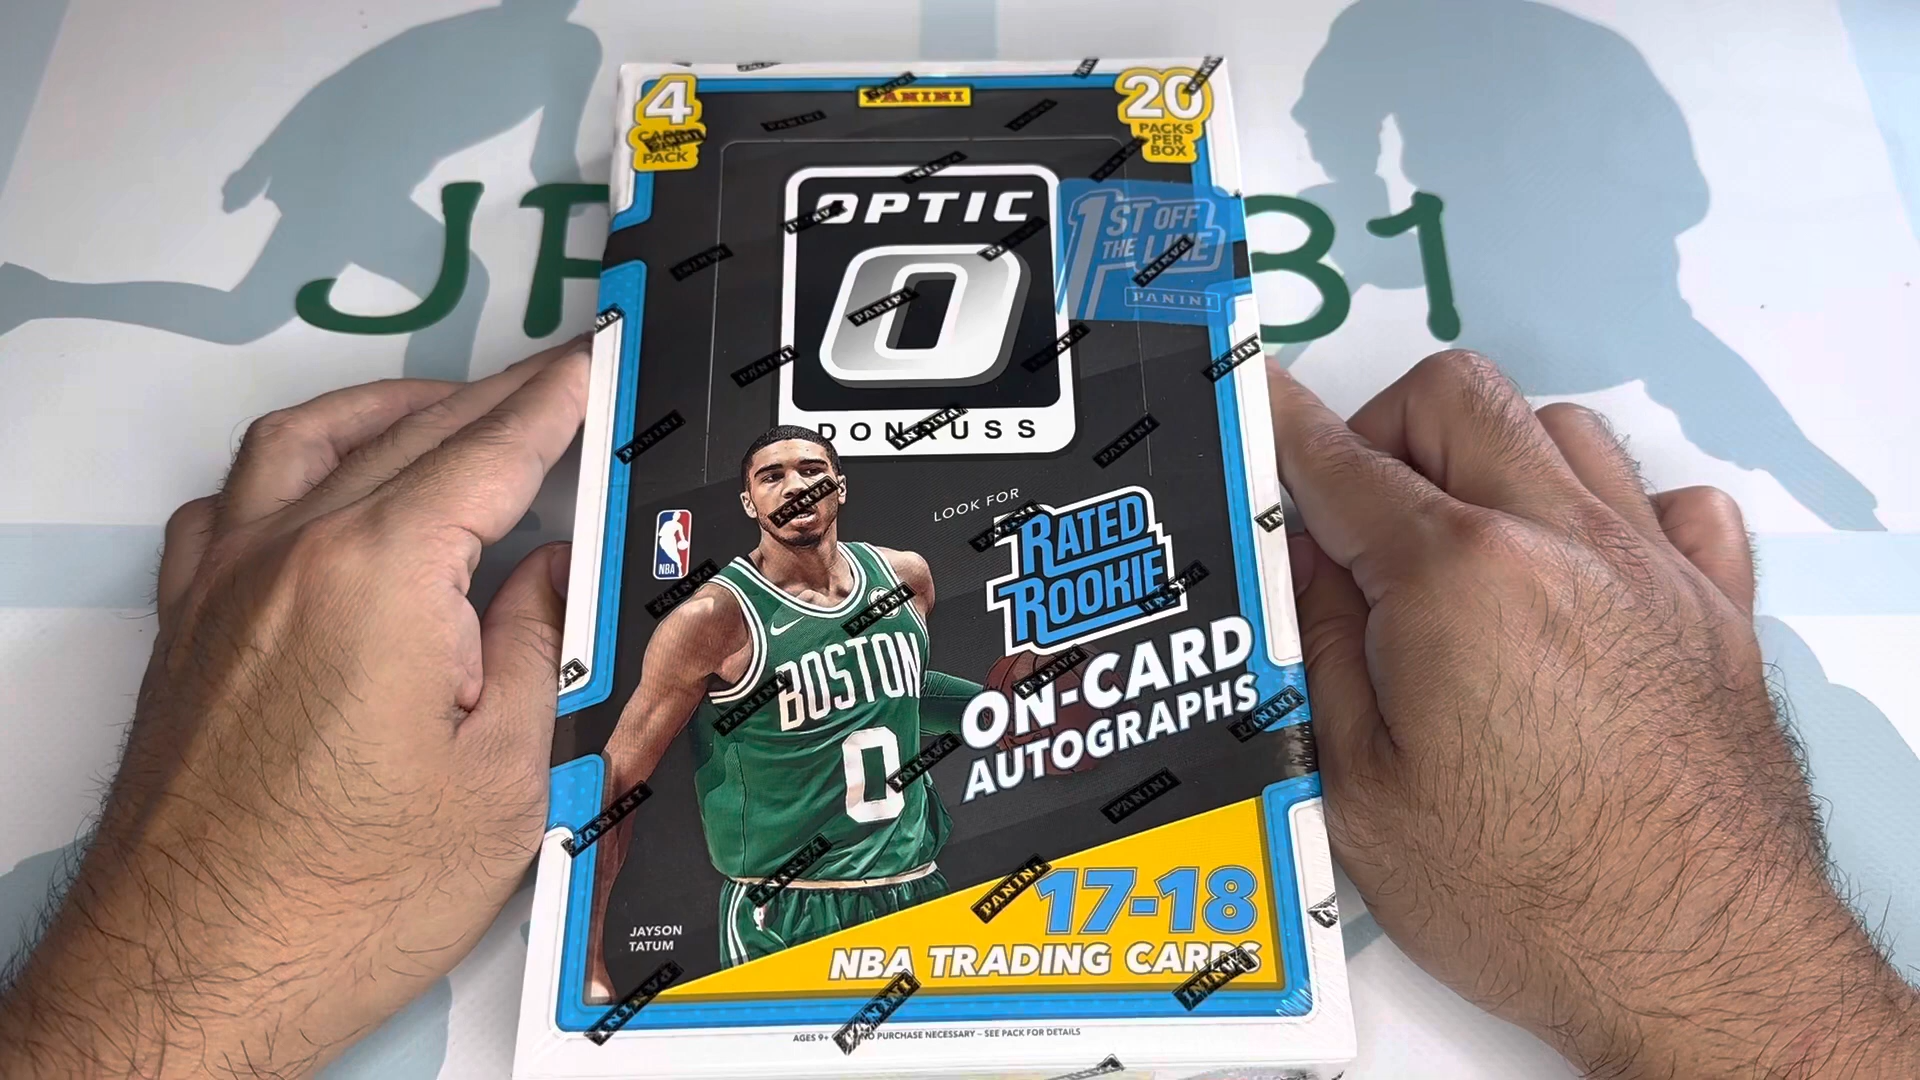 4
CARDS
PER
PACK
PANINI
20
PACKS
PER
BOX
OPTIC
O
DONRUSS
1ST OFF
THE LINE
PANINI
J
81
LOOK FOR
RATED
ROOKIE
ON-CARD
AUTOGRAPHS
NBA
BOSTON
0
JAYSON
TATUM
17-18
NBA TRADING CARDS
AGES 9+
NO PURCHASE NECESSARY – SEE PACK FOR DETAILS